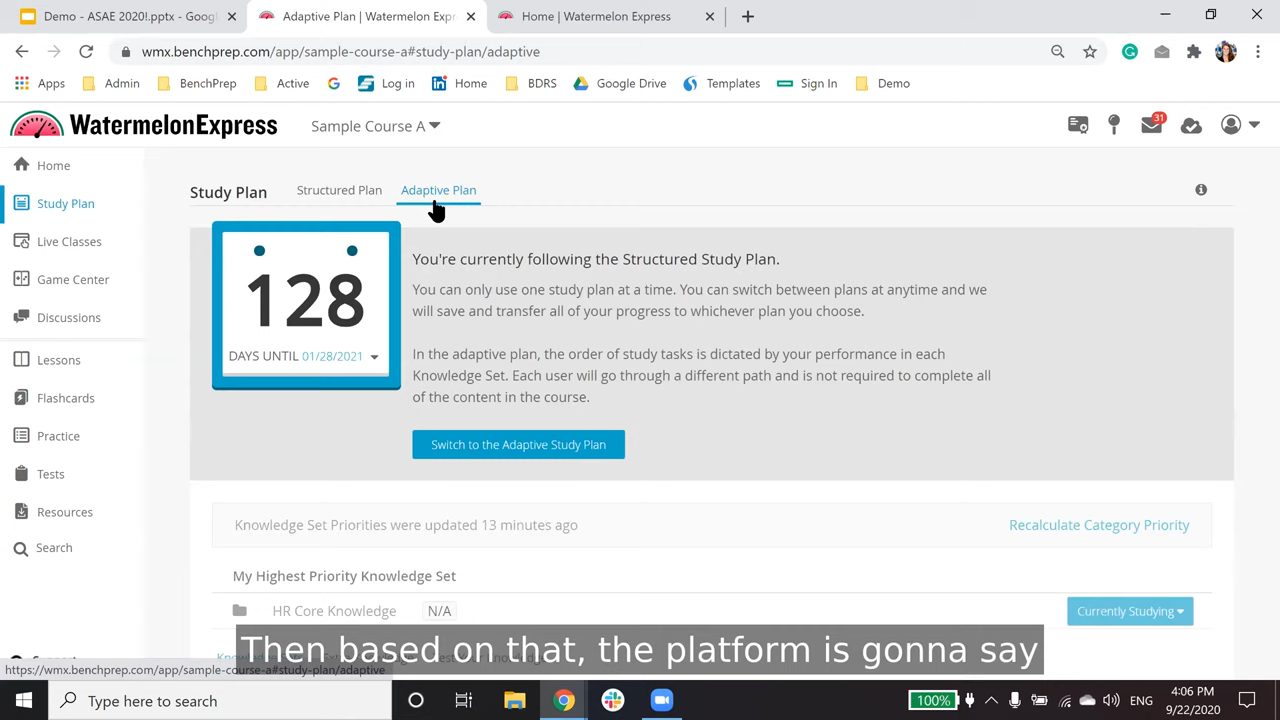 Demo - ASAE 2020!.pptx - Goog
Adaptive Plan | Watermelon Expr
Home | Watermelon Express
wmx.benchprep.com/app/sample-course-a#study-plan/adaptive
Apps
Admin
BenchPrep
Active
Log in
Home
BDRS
Google Drive
Templates
Sign In
Demo
WatermelonExpress
Sample Course A
31
Home
Study Plan
Live Classes
Game Center
Discussions
Lessons
Flashcards
Practice
Tests
Resources
Search
Study Plan
Structured Plan
Adaptive Plan
128
DAYS UNTIL 01/28/2021
You're currently following the Structured Study Plan.
You can only use one study plan at a time. You can switch between plans at anytime and we
will save and transfer all of your progress to whichever plan you choose.
In the adaptive plan, the order of study tasks is dictated by your performance in each
Knowledge Set. Each user will go through a different path and is not required to complete all
of the content in the course.
Switch to the Adaptive Study Plan
Knowledge Set Priorities were updated 13 minutes ago
Recalculate Category Priority
My Highest Priority Knowledge Set
HR Core Knowledge
N/A
Currently Studying
Then based on that, the platform is gonna say
https://wmx.benchprep.com/app/sample-course-a#study-plan/adaptive
Type here to search
100%
ENG
4:06 PM
9/22/2020